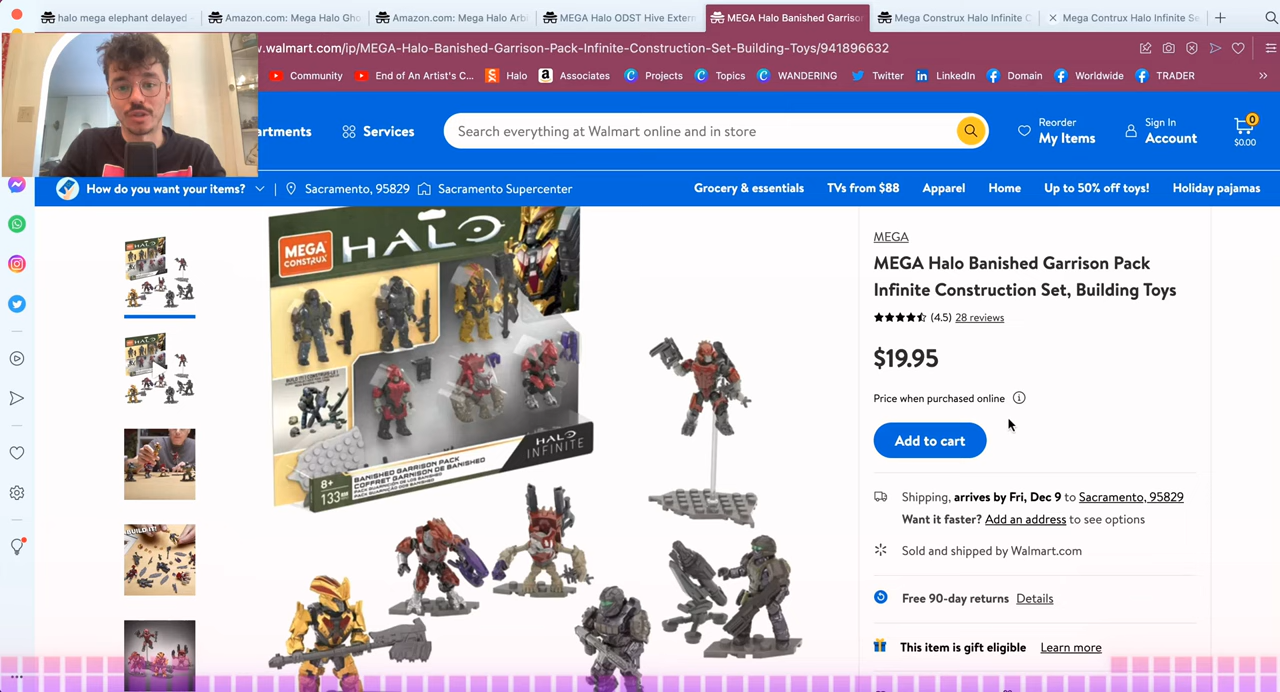 halo mega elephant delayed
Amazon.com: Mega Halo Gho
Amazon.com: Mega Halo Arbi
MEGA Halo ODST Hive Extern
MEGA Halo Banished Garrison
Mega Construx Halo Infinite C
Mega Contrux Halo Infinite Se
w.walmart.com/ip/MEGA-Halo-Banished-Garrison-Pack-Infinite-Construction-Set-Building-Toys/941896632
Community
End of An Artist's C...
Halo
Associates
Projects
Topics
WANDERING
Twitter
LinkedIn
Domain
Worldwide
TRADER
artments
Services
Search everything at Walmart online and in store
Reorder
My Items
Sign In
Account
0
$0.00
How do you want your items?
Sacramento, 95829
Sacramento Supercenter
Grocery & essentials
TVs from $88
Apparel
Home
Up to 50% off toys!
Holiday pajamas
MEGA
CONSTRUX
HALO
HALO
INFINITE
8+
133
BANISHED GARRISON PACK
COFFRET GARNISON DE BANISHED
BUILD IT!
MEGA
MEGA Halo Banished Garrison Pack
Infinite Construction Set, Building Toys
(4.5) 28 reviews
$19.95
Price when purchased online
Add to cart
Shipping, arrives by Fri, Dec 9 to Sacramento, 95829
Want it faster? Add an address to see options
Sold and shipped by Walmart.com
Free 90-day returns Details
This item is gift eligible Learn more